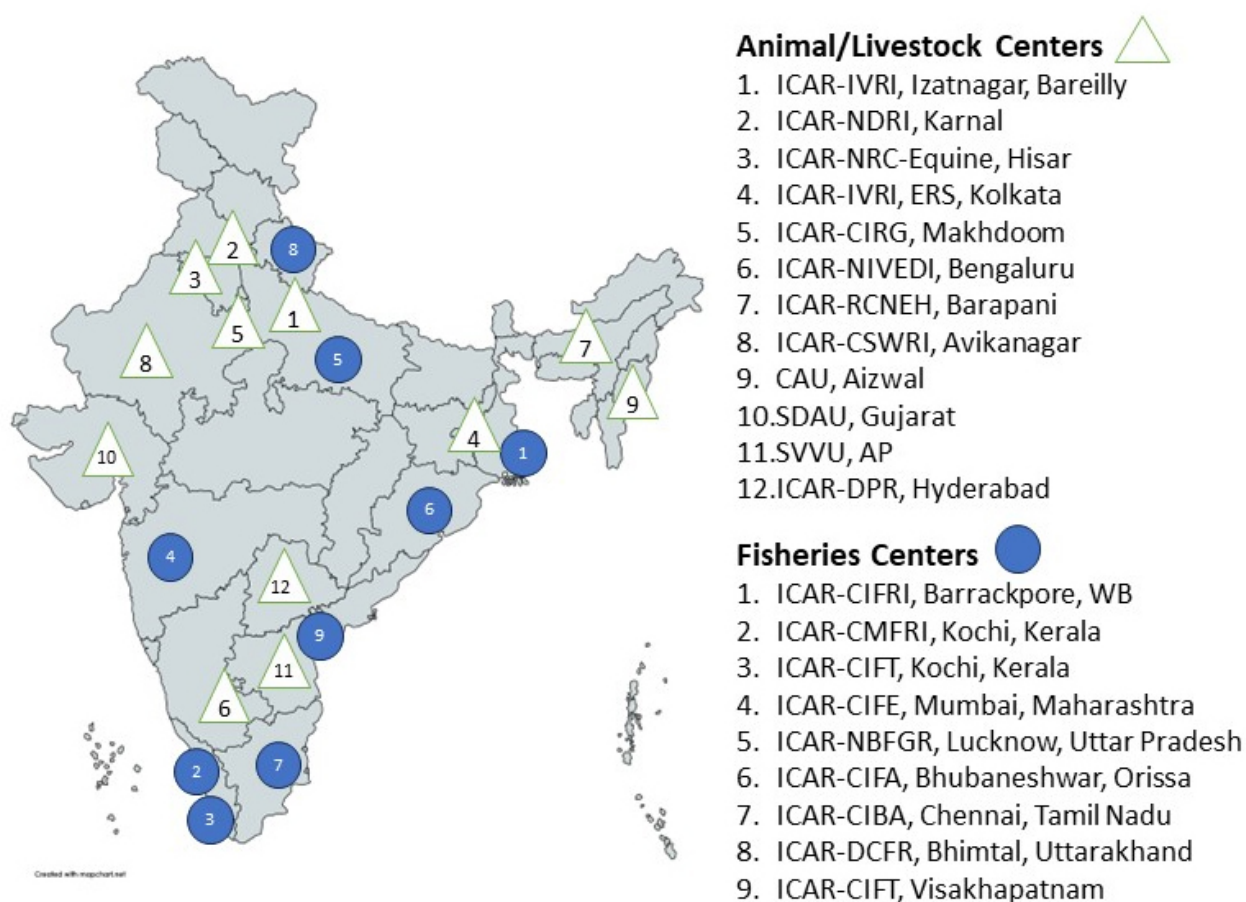 Animal/Livestock Centers
1. ICAR-IVRI, Izatnagar, Bareilly
2. ICAR-NDRI, Karnal
3. ICAR-NRC-Equine, Hisar
4. ICAR-IVRI, ERS, Kolkata
5. ICAR-CIRG, Makhdoom
6. ICAR-NIVEDI, Bengaluru
7. ICAR-RCNEH, Barapani
8. ICAR-CSWRI, Avikanagar
9. CAU, Aizwal
10.SDAU, Gujarat
11.SVVU, AP
12.ICAR-DPR, Hyderabad
Fisheries Centers
1. ICAR-CIFRI, Barrackpore, WB
2. ICAR-CMFRI, Kochi, Kerala
3. ICAR-CIFT, Kochi, Kerala
4. ICAR-CIFE, Mumbai, Maharashtra
5. ICAR-NBFGR, Lucknow, Uttar Pradesh
6. ICAR-CIFA, Bhubaneshwar, Orissa
7. ICAR-CIBA, Chennai, Tamil Nadu
8. ICAR-DCFR, Bhimtal, Uttarakhand
9. ICAR-CIFT, Visakhapatnam
2
8
3
1
5
5
7
8
9
4
10
1
6
4
12
9
11
6
2
7
3
Created with mapchart.net